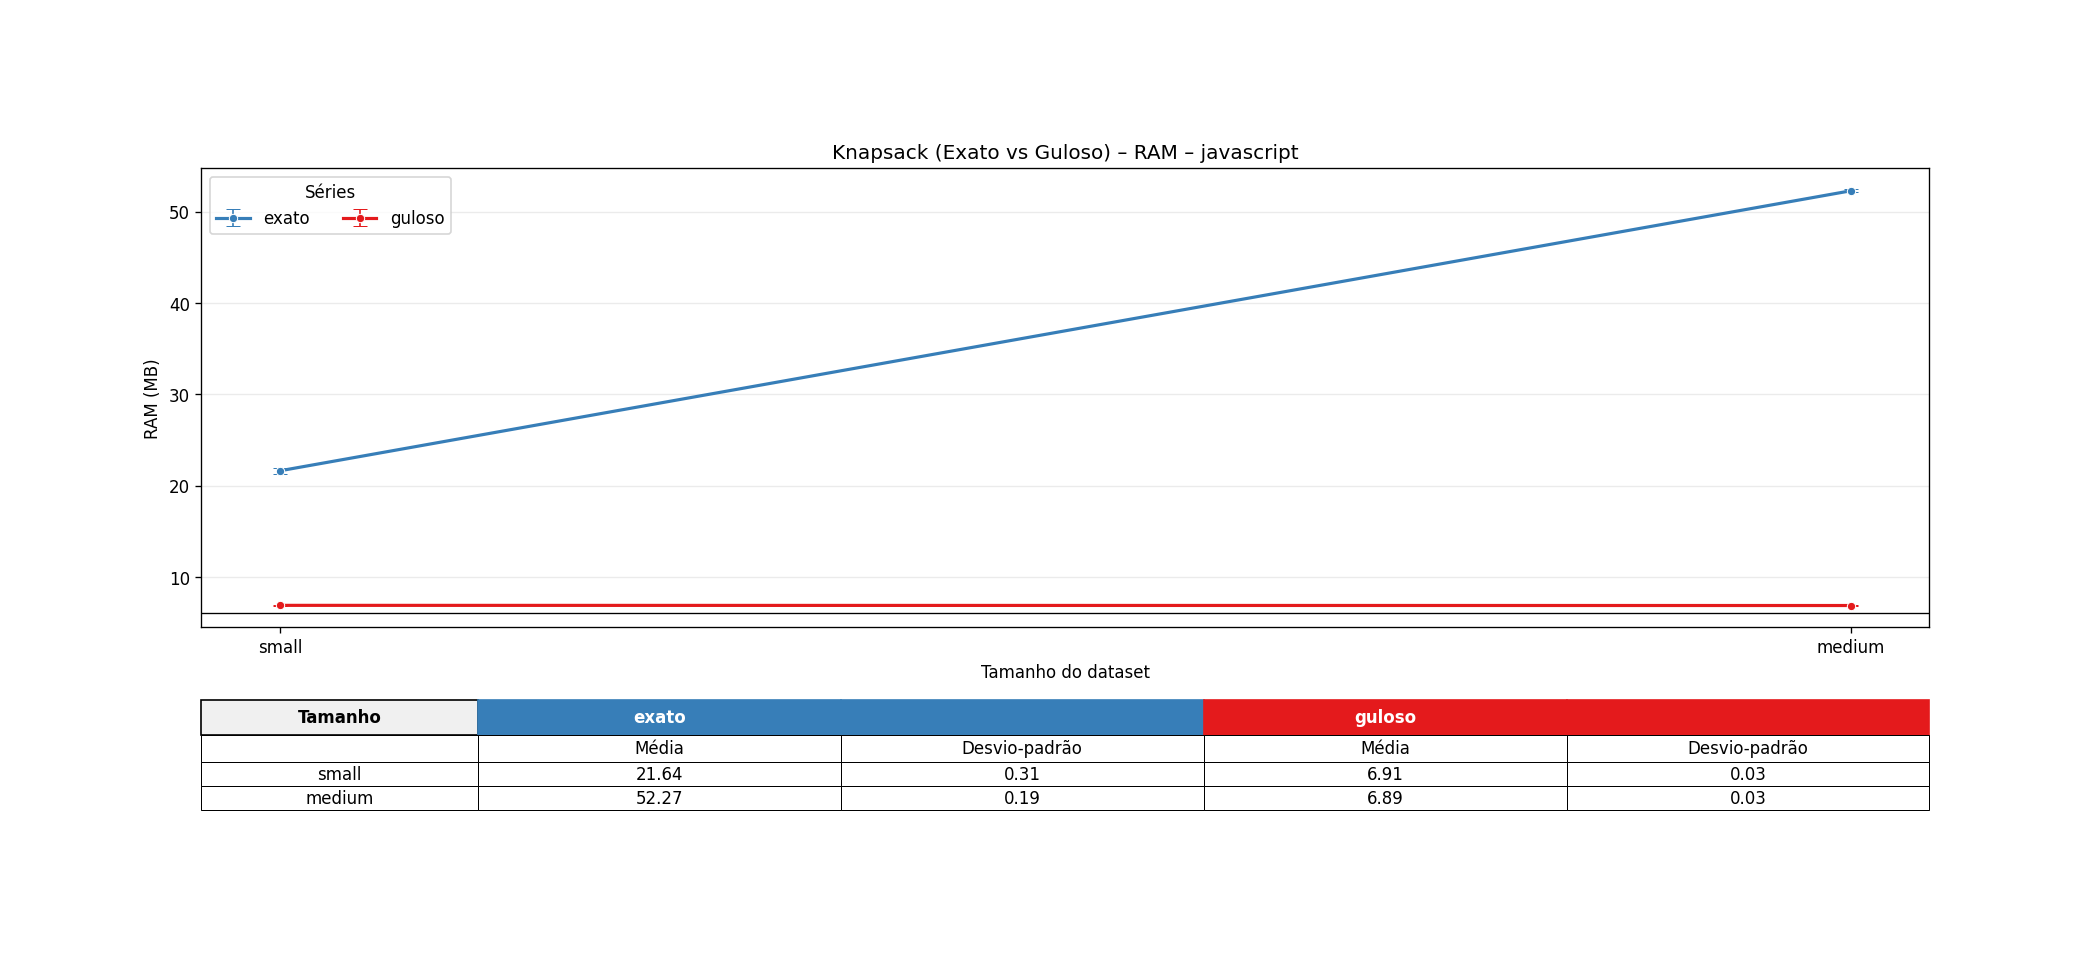 Knapsack (Exato vs Guloso) – RAM – javascript
Séries
exato guloso
50
40
30
20
10
RAM (MB)
small medium
Tamanho do dataset
Tamanho exato guloso
Média Desvio-padrão Média Desvio-padrão
small 21.64 0.31 6.91 0.03
medium 52.27 0.19 6.89 0.03